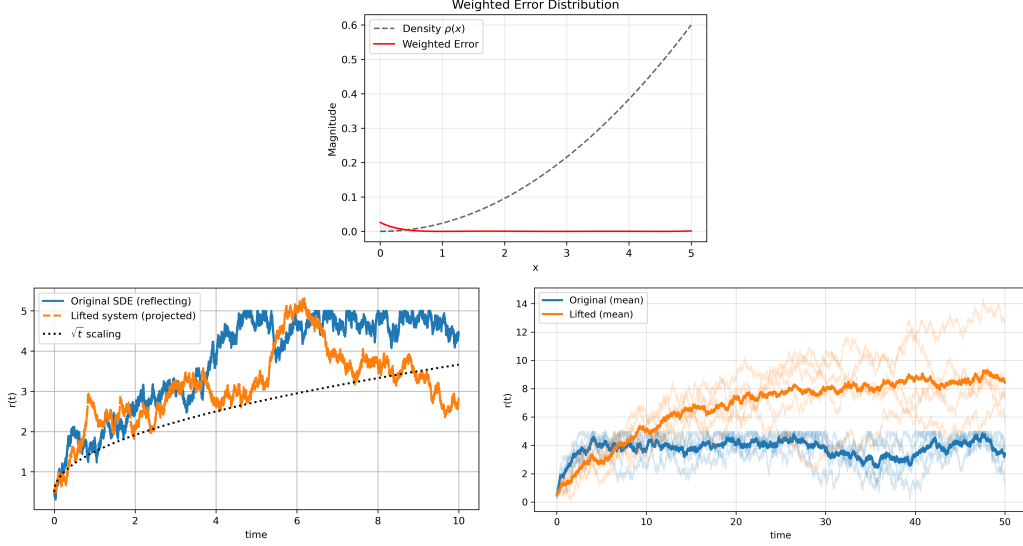 Weighted Error Distribution
Density ρ(x)
Weighted Error
Magnitude
0.6
0.5
0.4
0.3
0.2
0.1
0.0
0 1 2 3 4 5
x
Original SDE (reflecting)
Lifted system (projected)
√t scaling
r(t)
5
4
3
2
1
0 2 4 6 8 10
time
Original (mean)
Lifted (mean)
r(t)
14
12
10
8
6
4
2
0
0 10 20 30 40 50
time